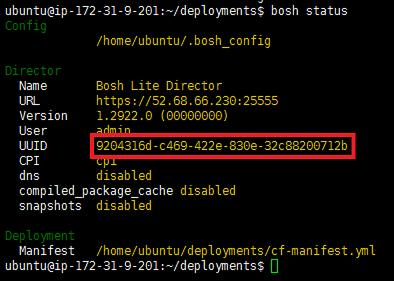 ubuntu@ip-172-31-9-201:~/deployments$ bosh status
Config
/home/ubuntu/.bosh_config
Director
Name Bosh Lite Director
URL https://52.68.66.230:25555
Version 1.2922.0 (00000000)
User admin
UUID 9204316d-c469-422e-830e-32c88200712b
CPI cpi
dns disabled
compiled_package_cache disabled
snapshots disabled
Deployment
Manifest /home/ubuntu/deployments/cf-manifest.yml
ubuntu@ip-172-31-9-201:~/deployments$